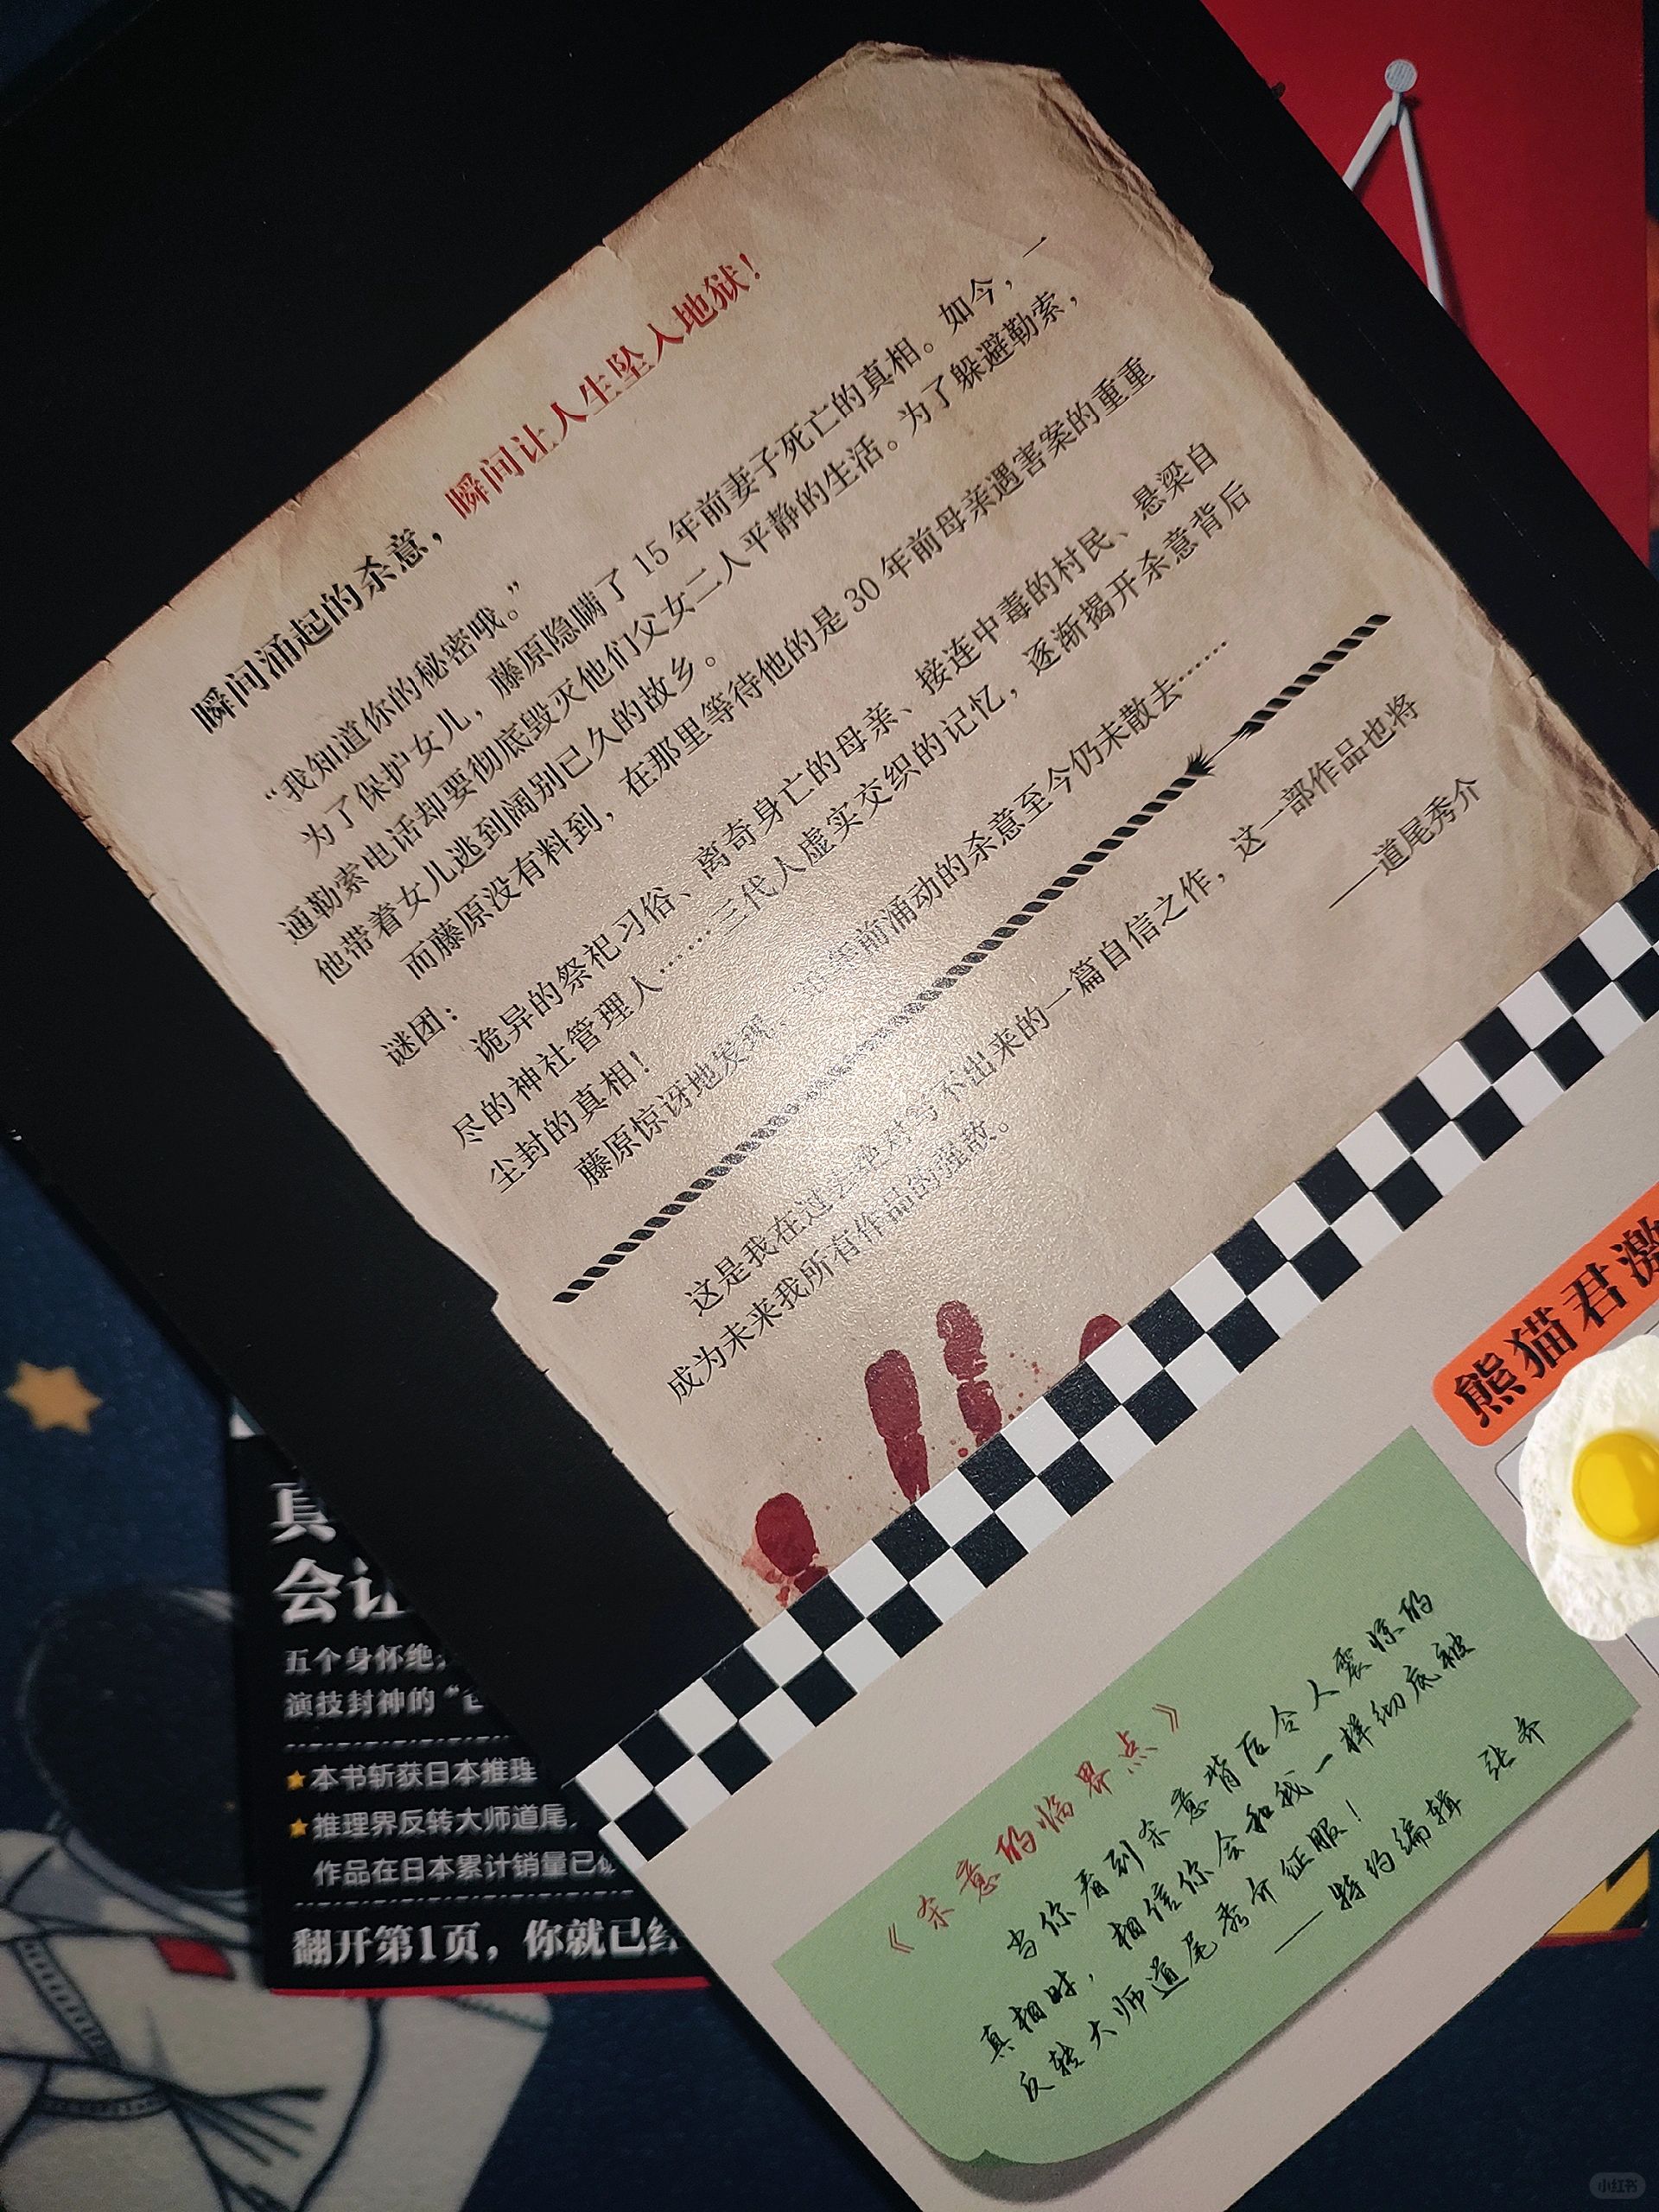 瞬间涌起的杀意，瞬间让人生坠入地狱！
“我知道你的秘密哦。”
为了保护女儿，藤原隐瞒了 15 年前妻子死亡的真相。如今，一
通勒索电话却要彻底毁灭他们父女二人平静的生活。为了躲避勒索，
他带着女儿逃到阔别已久的故乡。
而藤原没有料到，在那里等待他的是 30 年前母亲遇害案的重重
谜团：
诡异的祭祀习俗、离奇身亡的母亲、接连中毒的村民、悬梁自
尽的神社管理人……三代人虚实交织的记忆，逐渐揭开杀意背后
尘封的真相！
藤原惊讶地发现，30 年前涌动的杀意至今仍未散去……
这是我在过去绝对写不出来的一篇自信之作，这一部作品也将
成为未来我所有作品的强敌。
——道尾秀介
熊猫君激
《杀意的临界点》
当你看到杀意背后令人震惊的
真相时，相信你会和我一样彻底被
反转大师道尾秀介征服！
——特约编辑 张齐
真
会让
五个身怀绝
演技封神的“
本书斩获日本推理
推理界反转大师道尾
作品在日本累计销量已
翻开第1页，你就已经
小红书